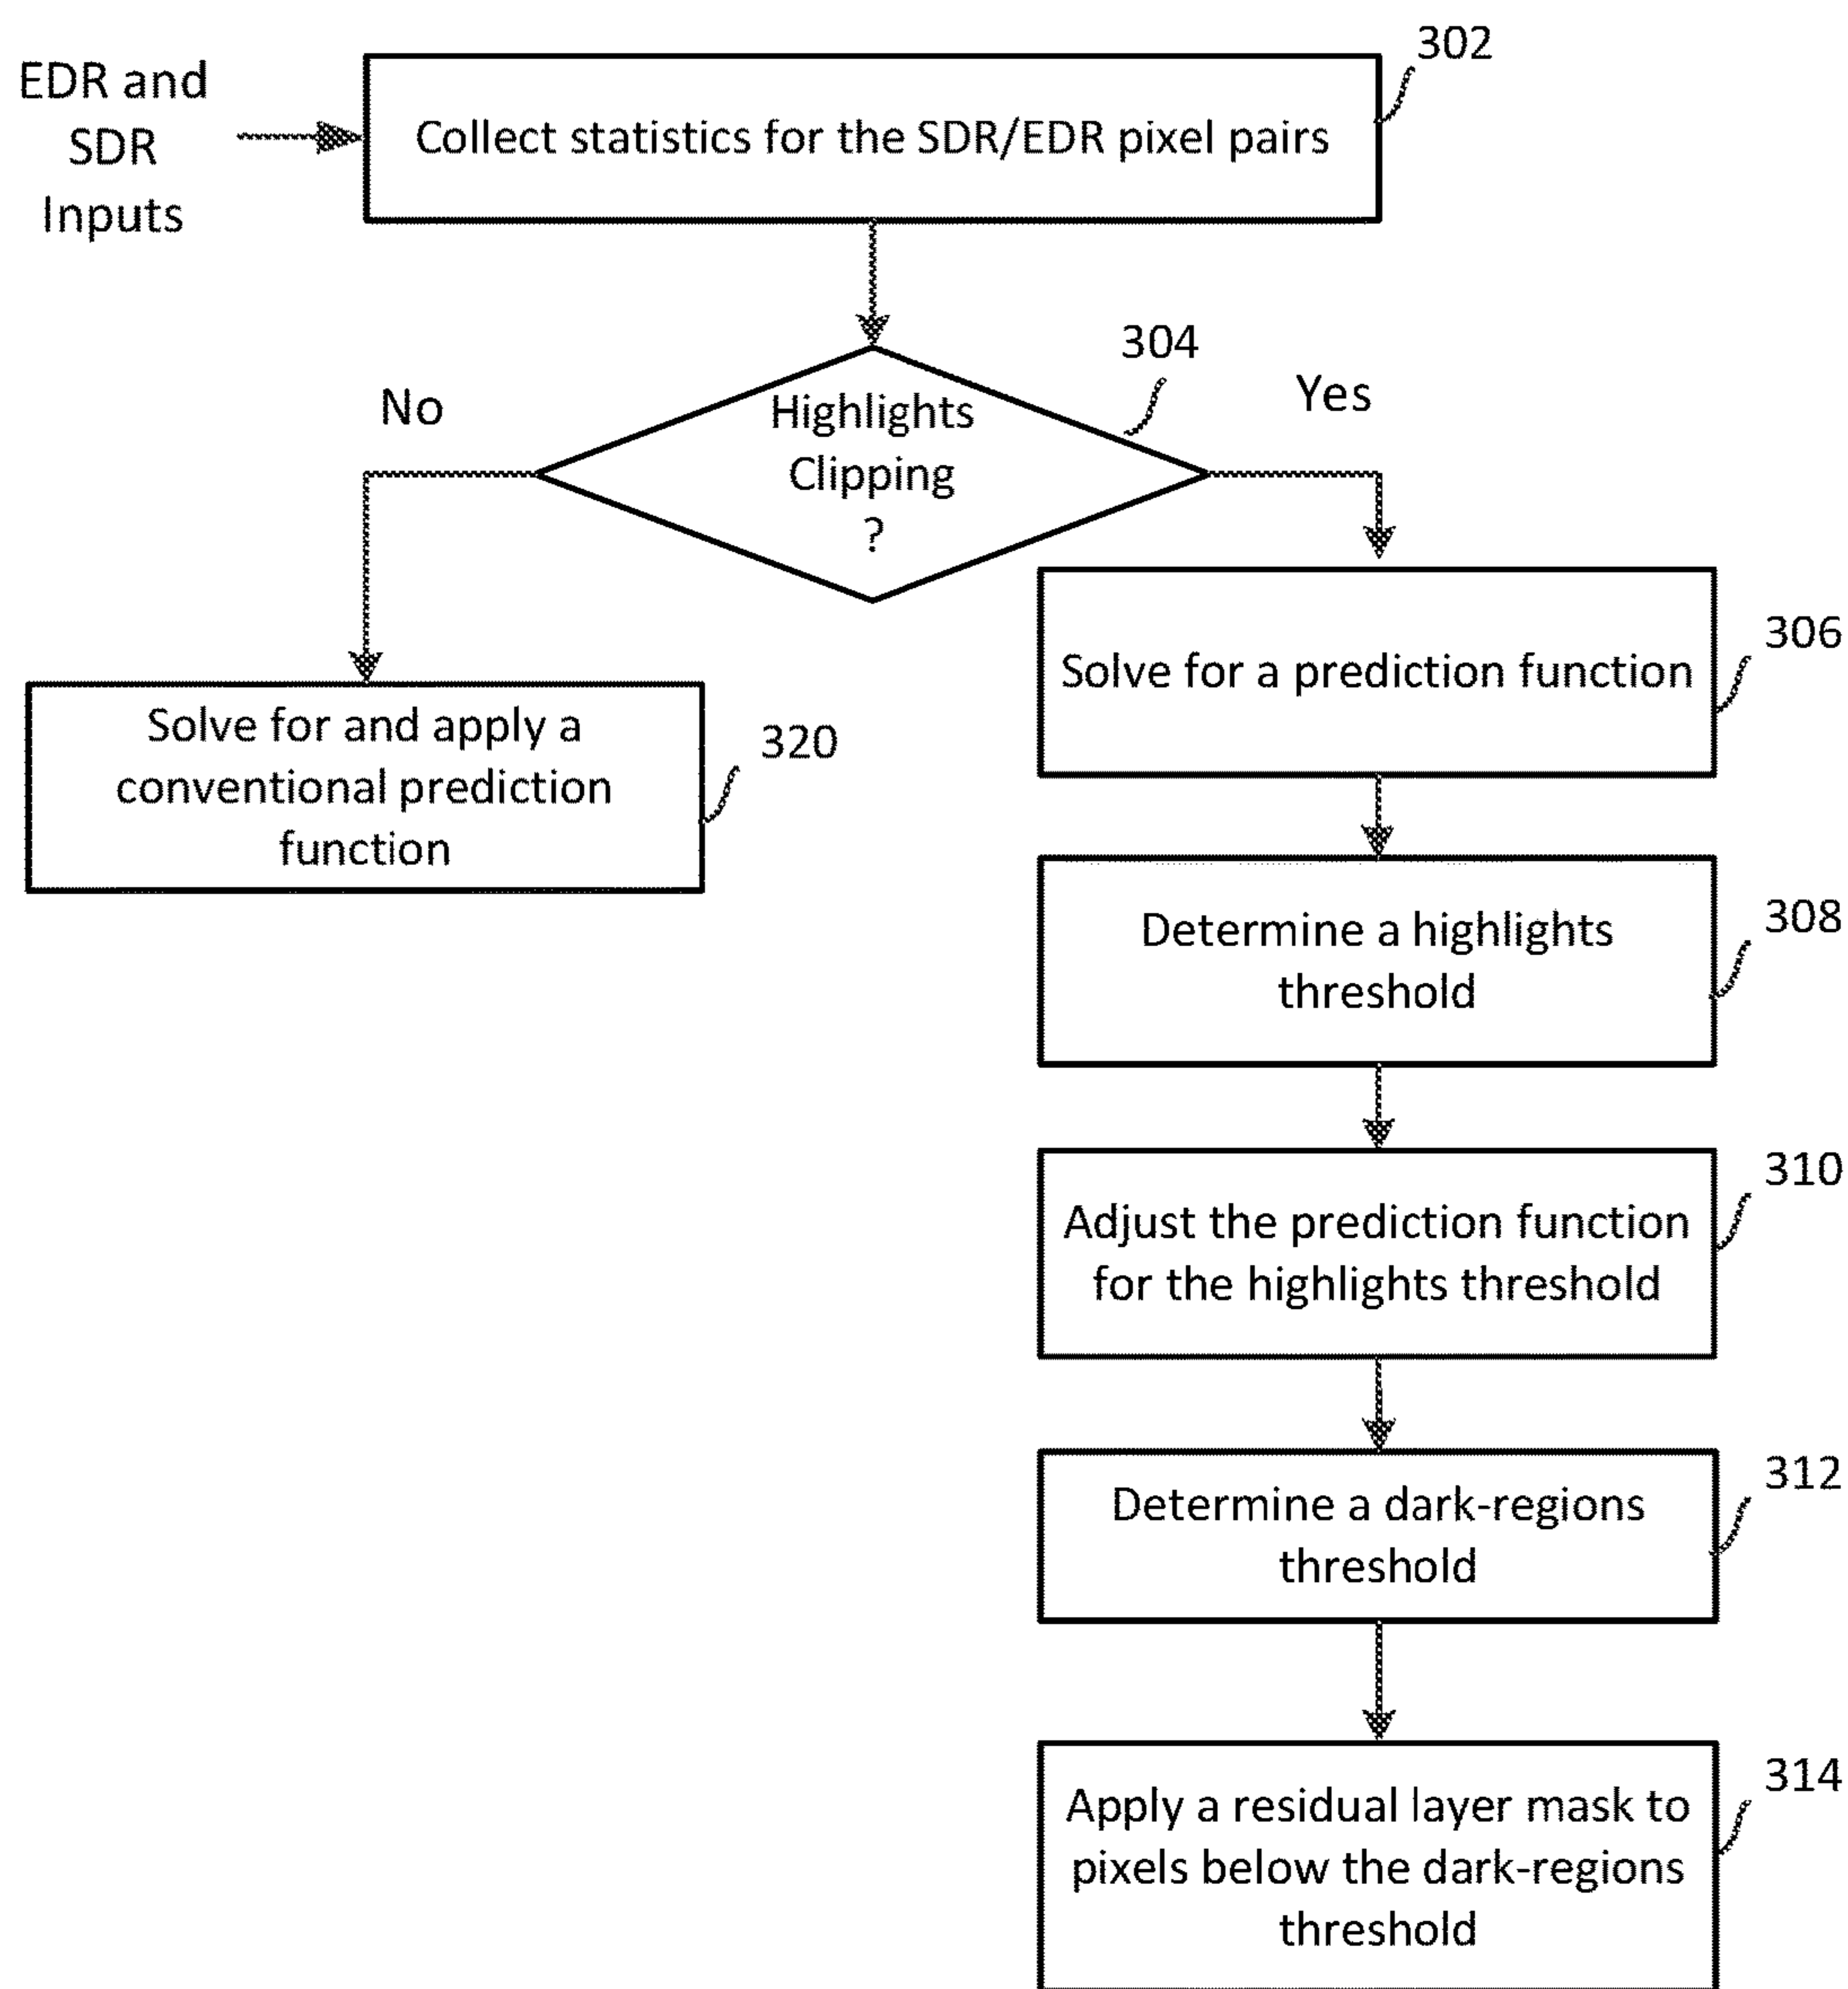 302
EDR and
SDR
Inputs
Collect statistics for the SDR/EDR pixel pairs
304
No
Yes
Highlights
Clipping
?
306
Solve for a prediction function
Solve for and apply a
conventional prediction
function
320
308
Determine a highlights
threshold
310
Adjust the prediction function
for the highlights threshold
312
Determine a dark-regions
threshold
314
Apply a residual layer mask to
pixels below the dark-regions
threshold